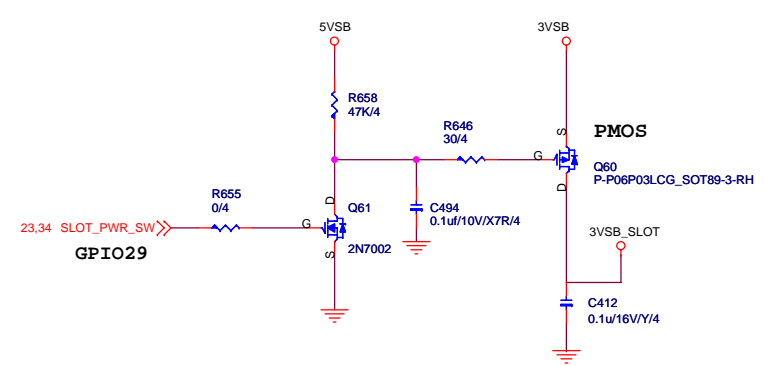 5VSB
3VSB
R658
47K/4
R646
30/4
PMOS
S
G
Q60
P-P06P03LCG_SOT89-3-RH
D
R655
0/4
D
Q61
C494
0.1uf/10V/X7R/4
23,34 SLOT_PWR_SW
G
GPIO29
S
2N7002
3VSB_SLOT
C412
0.1u/16V/Y/4